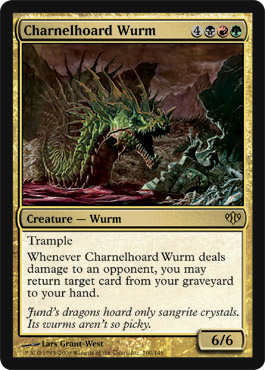 Charnelhoard Wurm 4
Creature — Wurm
Trample
Whenever Charnelhoard Wurm deals
damage to an opponent, you may
return target card from your graveyard
to your hand.
Jund's dragons hoard only sangrite crystals.
Its wurms aren't so picky.
Lars Grant-West
6/6